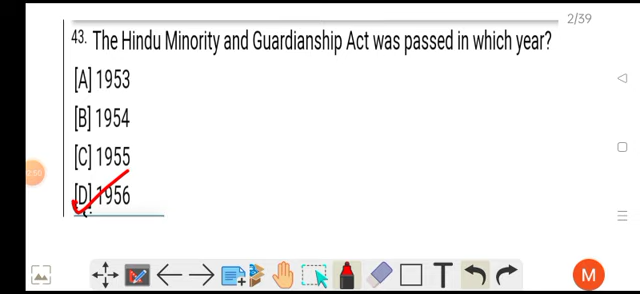 2/39
43. The Hindu Minority and Guardianship Act was passed in which year?
[A] 1953
[B] 1954
[C] 1955
[D] 1956
T
M